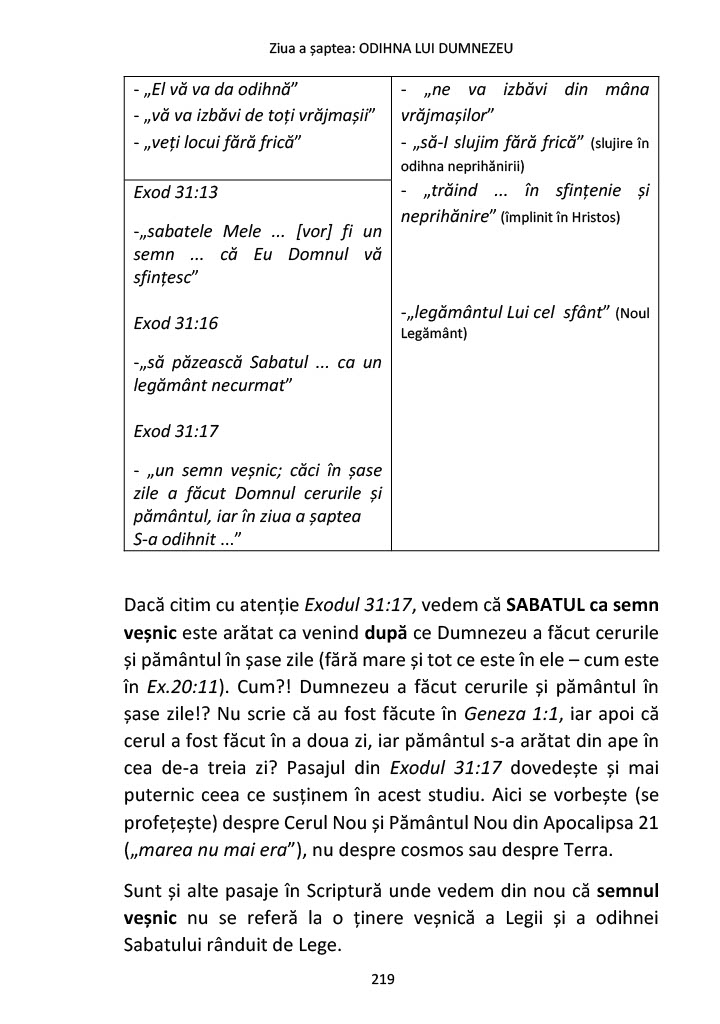 Ziua a șaptea: ODIHNA LUI DUMNEZEU
- „El vă va da odihnă”
- „vă va izbăvi de toți vrăjmașii”
- „veți locui fără frică”
Exod 31:13
-„sabatele Mele ... [vor] fi un
semn ... că Eu Domnul vă
sfințesc”
Exod 31:16
-„să păzească Sabatul ... ca un
legământ necurmat”
Exod 31:17
- „un semn veșnic; căci în șase
zile a făcut Domnul cerurile și
pământul, iar în ziua a șaptea
S-a odihnit ...”
- „ne va izbăvi din mâna
vrăjmașilor”
- „să-I slujim fără frică” (slujire în
odihna neprihănirii)
- „trăind ... în sfințenie și
neprihănire” (împlinit în Hristos)
-„legământul Lui cel sfânt” (Noul
Legământ)
Dacă citim cu atenție Exodul 31:17, vedem că SABATUL ca semn
veșnic este arătat ca venind după ce Dumnezeu a făcut cerurile
și pământul în șase zile (fără mare și tot ce este în ele – cum este
în Ex.20:11). Cum?! Dumnezeu a făcut cerurile și pământul în
șase zile!? Nu scrie că au fost făcute în Geneza 1:1, iar apoi că
cerul a fost făcut în a doua zi, iar pământul s-a arătat din ape în
cea de-a treia zi? Pasajul din Exodul 31:17 dovedește și mai
puternic ceea ce susținem în acest studiu. Aici se vorbește (se
profețește) despre Cerul Nou și Pământul Nou din Apocalipsa 21
(„marea nu mai era”), nu despre cosmos sau despre Terra.
Sunt și alte pasaje în Scriptură unde vedem din nou că semnul
veșnic nu se referă la o ținere veșnică a Legii și a odihnei
Sabatului rânduit de Lege.
219